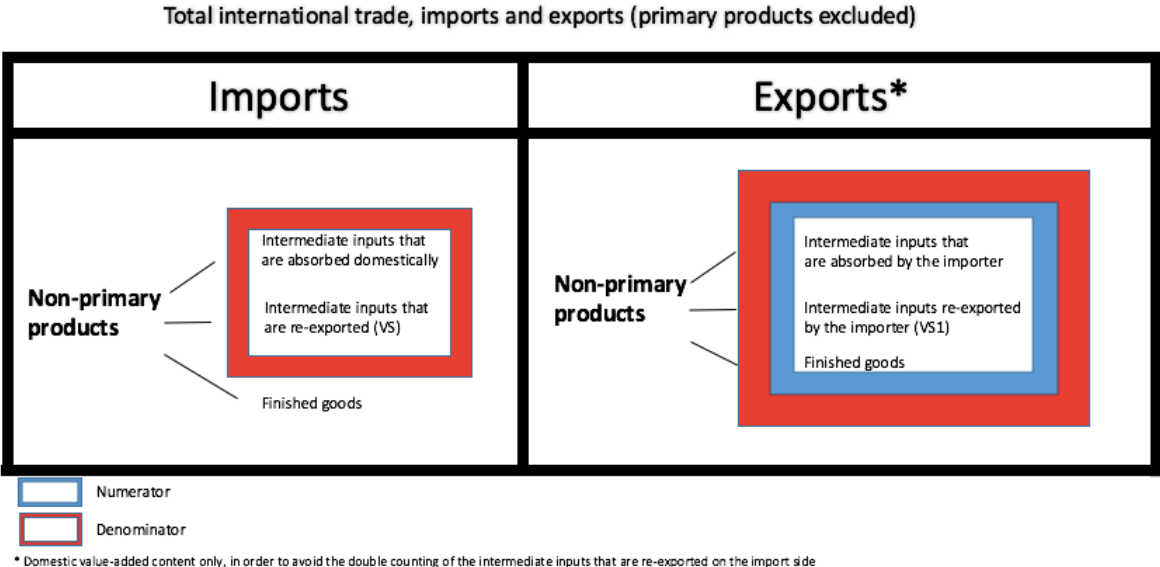 Total international trade, imports and exports (primary products excluded)
Imports
Exports*
Non-primary
products
Intermediate inputs that
are absorbed domestically
Intermediate inputs that
are re-exported (VS)
Finished goods
Non-primary
products
Intermediate inputs that
are absorbed by the importer
Intermediate inputs re-exported
by the importer (VS1)
Finished goods
Numerator
Denominator
* Domestic value-added content only, in order to avoid the double counting of the intermediate inputs that are re-exported on the import side